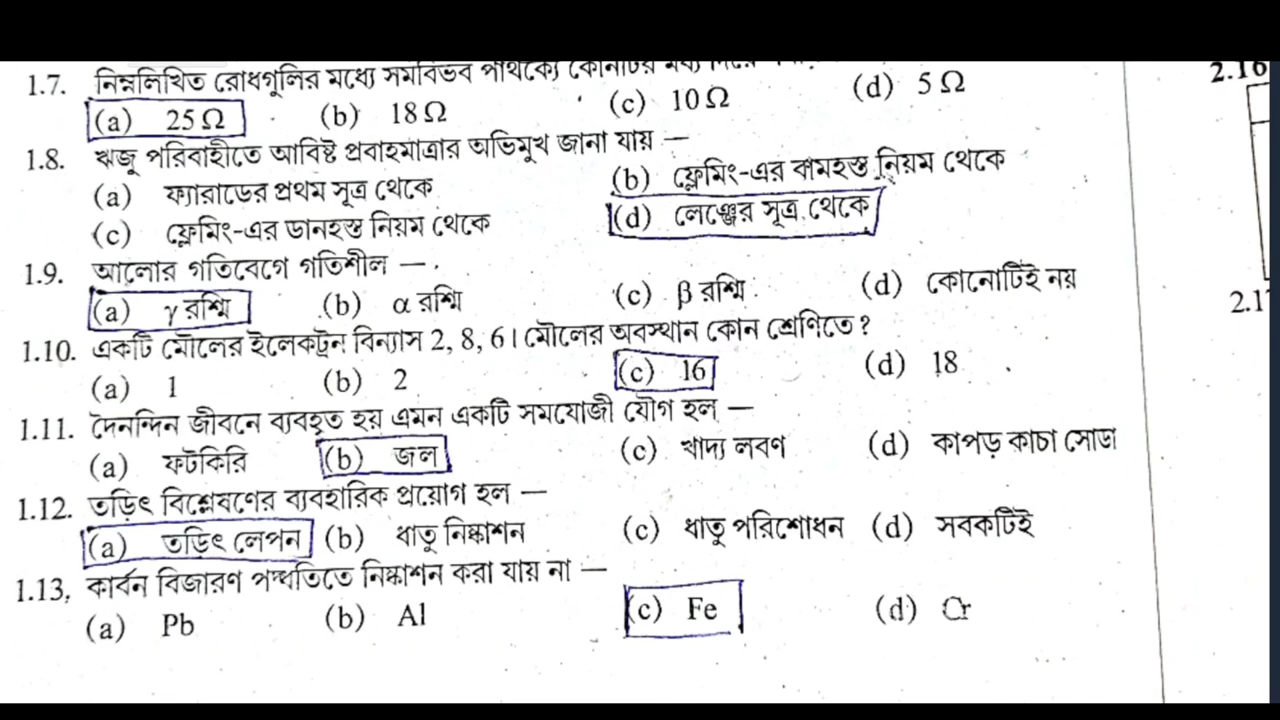 1.7. নিম্নলিখিত রোধগুলির মধ্যে সমবিভব পার্থক্যে কোনটির মধ্য দিয়ে
(a) 25 Ω (b) 18 Ω (c) 10 Ω (d) 5 Ω
1.8. ঋজু পরিবাহীতে আবিষ্ট প্রবাহমাত্রার অভিমুখ জানা যায় —
(a) ফ্যারাডের প্রথম সূত্র থেকে (b) ফ্লেমিং-এর বামহস্ত নিয়ম থেকে
(c) ফ্লেমিং-এর ডানহস্ত নিয়ম থেকে (d) লেঞ্জের সূত্র থেকে
1.9. আলোর গতিবেগে গতিশীল —
(a) γ রশ্মি (b) α রশ্মি (c) β রশ্মি (d) কোনোটিই নয়
1.10. একটি মৌলের ইলেকট্রন বিন্যাস 2, 8, 6। মৌলের অবস্থান কোন শ্রেণিতে ?
(a) 1 (b) 2 (c) 16 (d) 18
1.11. দৈনন্দিন জীবনে ব্যবহৃত হয় এমন একটি সমযোজী যৌগ হল —
(a) ফটকিরি (b) জল (c) খাদ্য লবণ (d) কাপড় কাচা সোডা
1.12. তড়িৎ বিশ্লেষণের ব্যবহারিক প্রয়োগ হল —
(a) তড়িৎ লেপন (b) ধাতু নিষ্কাশন (c) ধাতু পরিশোধন (d) সবকটিই
1.13. কার্বন বিজারণ পদ্ধতিতে নিষ্কাশন করা যায় না —
(a) Pb (b) Al (c) Fe (d) Cr
2.16